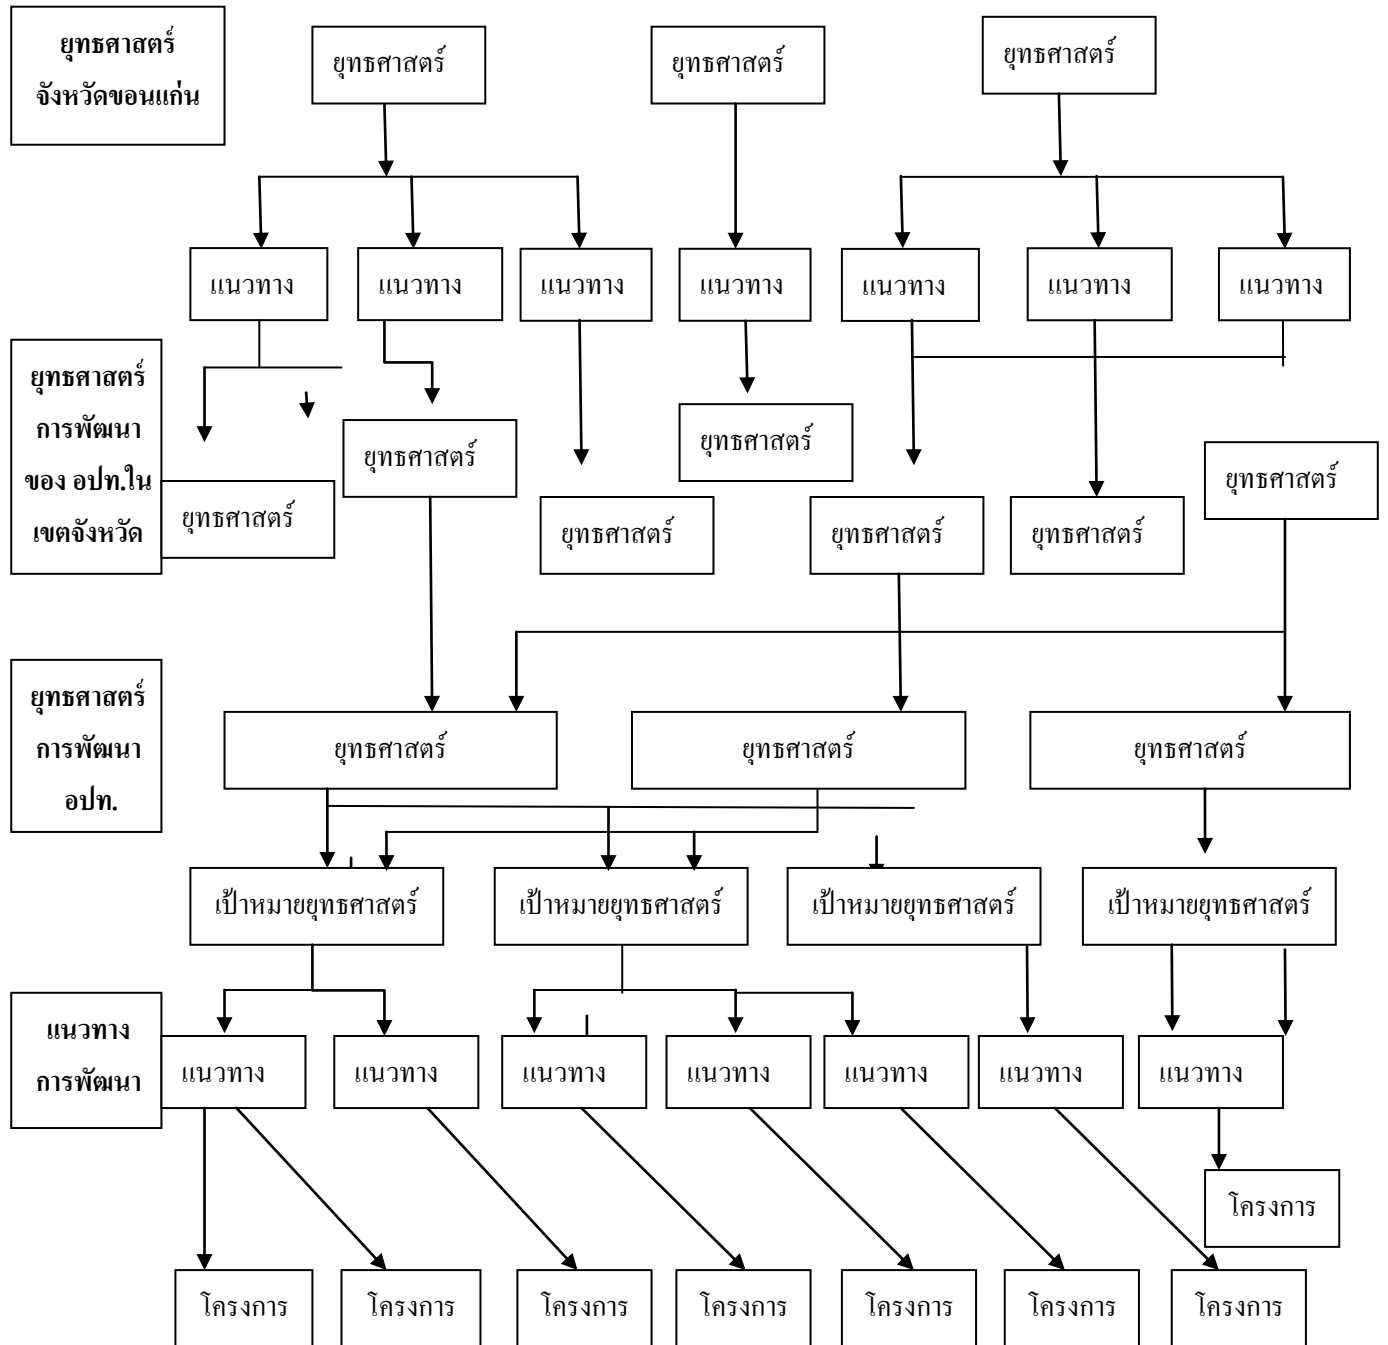 ยุทธศาสตร์
จังหวัดขอนแก่น
ยุทธศาสตร์
ยุทธศาสตร์
ยุทธศาสตร์
แนวทาง
แนวทาง
แนวทาง
แนวทาง
แนวทาง
แนวทาง
แนวทาง
ยุทธศาสตร์
การพัฒนา
ของ อปท.ใน
เขตจังหวัด
ยุทธศาสตร์
ยุทธศาสตร์
ยุทธศาสตร์
ยุทธศาสตร์
ยุทธศาสตร์
ยุทธศาสตร์
ยุทธศาสตร์
ยุทธศาสตร์
การพัฒนา
อปท.
ยุทธศาสตร์
ยุทธศาสตร์
ยุทธศาสตร์
เป้าหมายยุทธศาสตร์
เป้าหมายยุทธศาสตร์
เป้าหมายยุทธศาสตร์
เป้าหมายยุทธศาสตร์
แนวทาง
การพัฒนา
แนวทาง
แนวทาง
แนวทาง
แนวทาง
แนวทาง
แนวทาง
แนวทาง
โครงการ
โครงการ
โครงการ
โครงการ
โครงการ
โครงการ
โครงการ
โครงการ